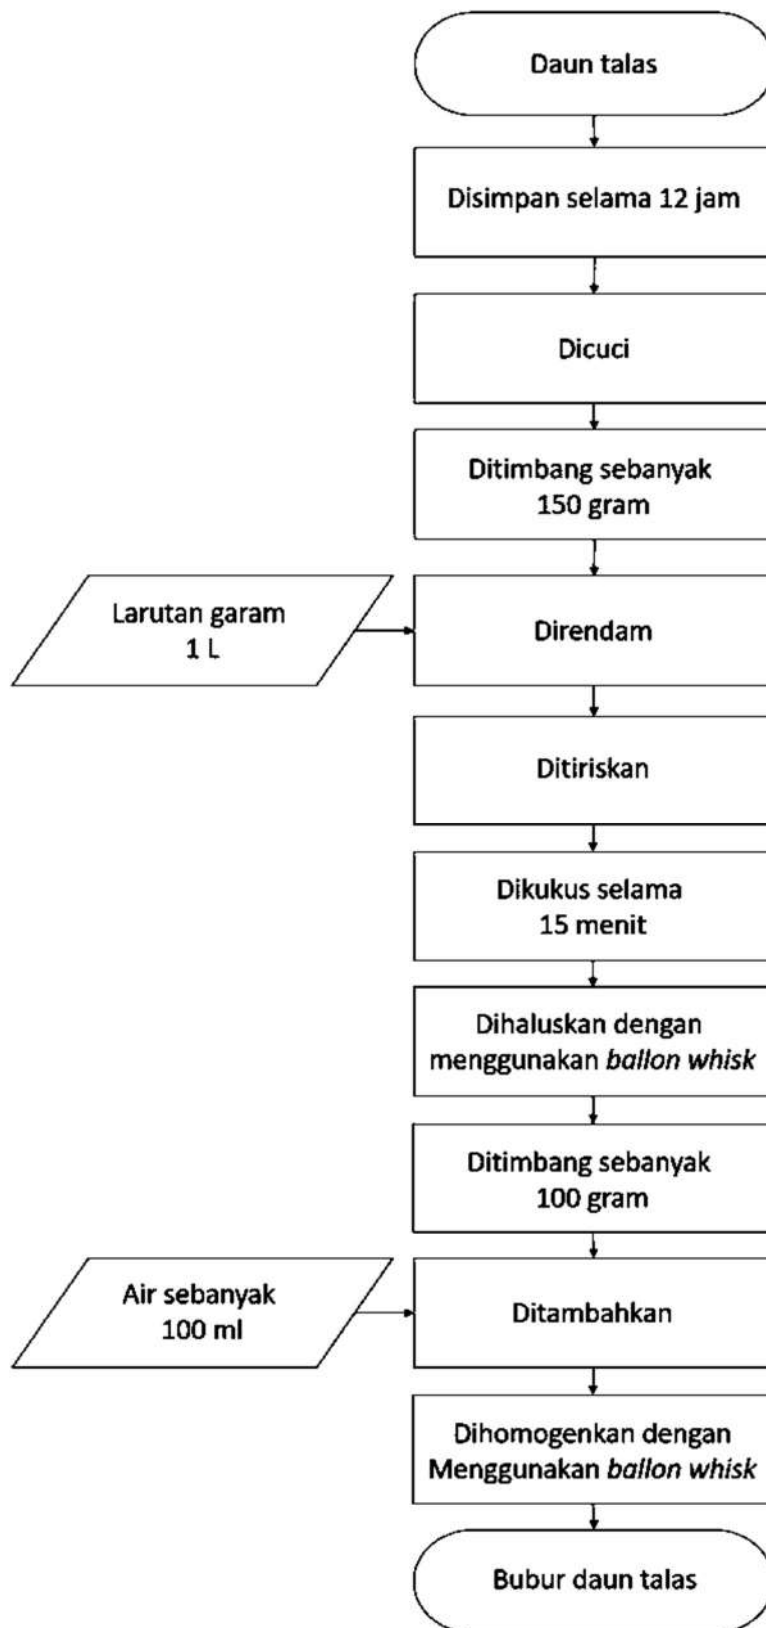 Daun talas
Disimpan selama 12 jam
Dicuci
Ditimbang sebanyak
150 gram
Larutan garam
1 L
Direndam
Ditiriskan
Dikukus selama
15 menit
Dihaluskan dengan
menggunakan ballon whisk
Ditimbang sebanyak
100 gram
Air sebanyak
100 ml
Ditambahkan
Dihomogenkan dengan
Menggunakan ballon whisk
Bubur daun talas